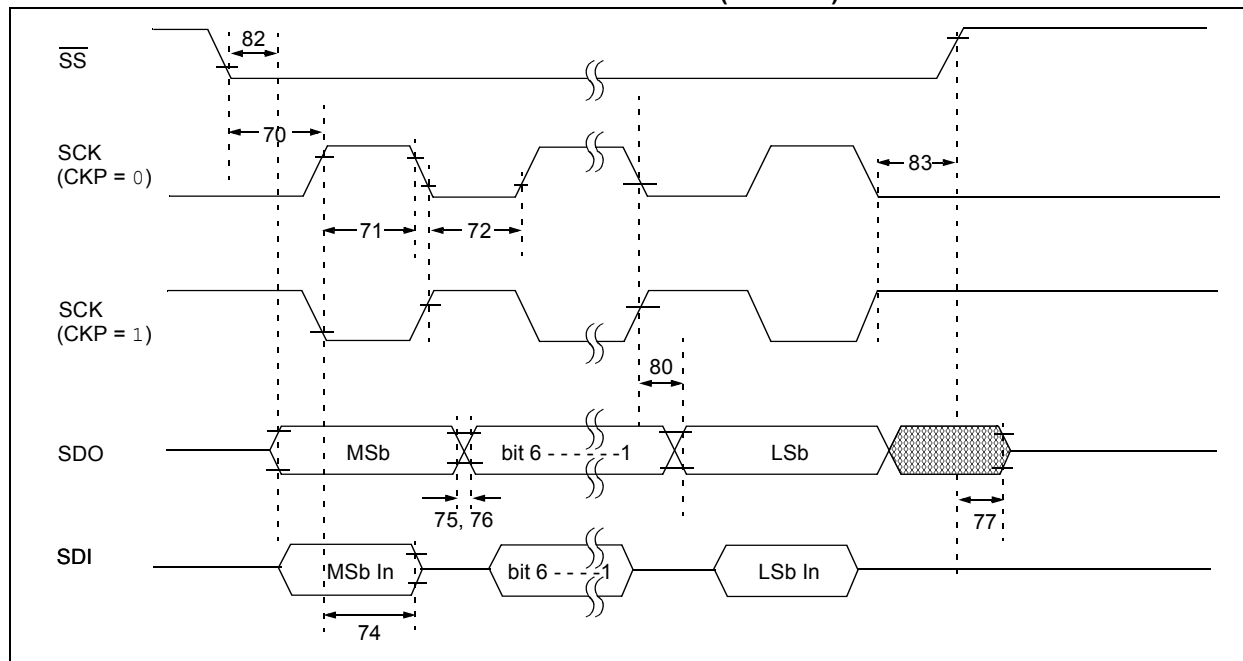 82
SS
70
SCK
(CKP = 0)
83
71
72
SCK
(CKP = 1)
80
SDO
MSb
bit 6 - - - - - -1
LSb
75, 76
77
SDI
MSb In
bit 6 - - - -1
LSb In
74